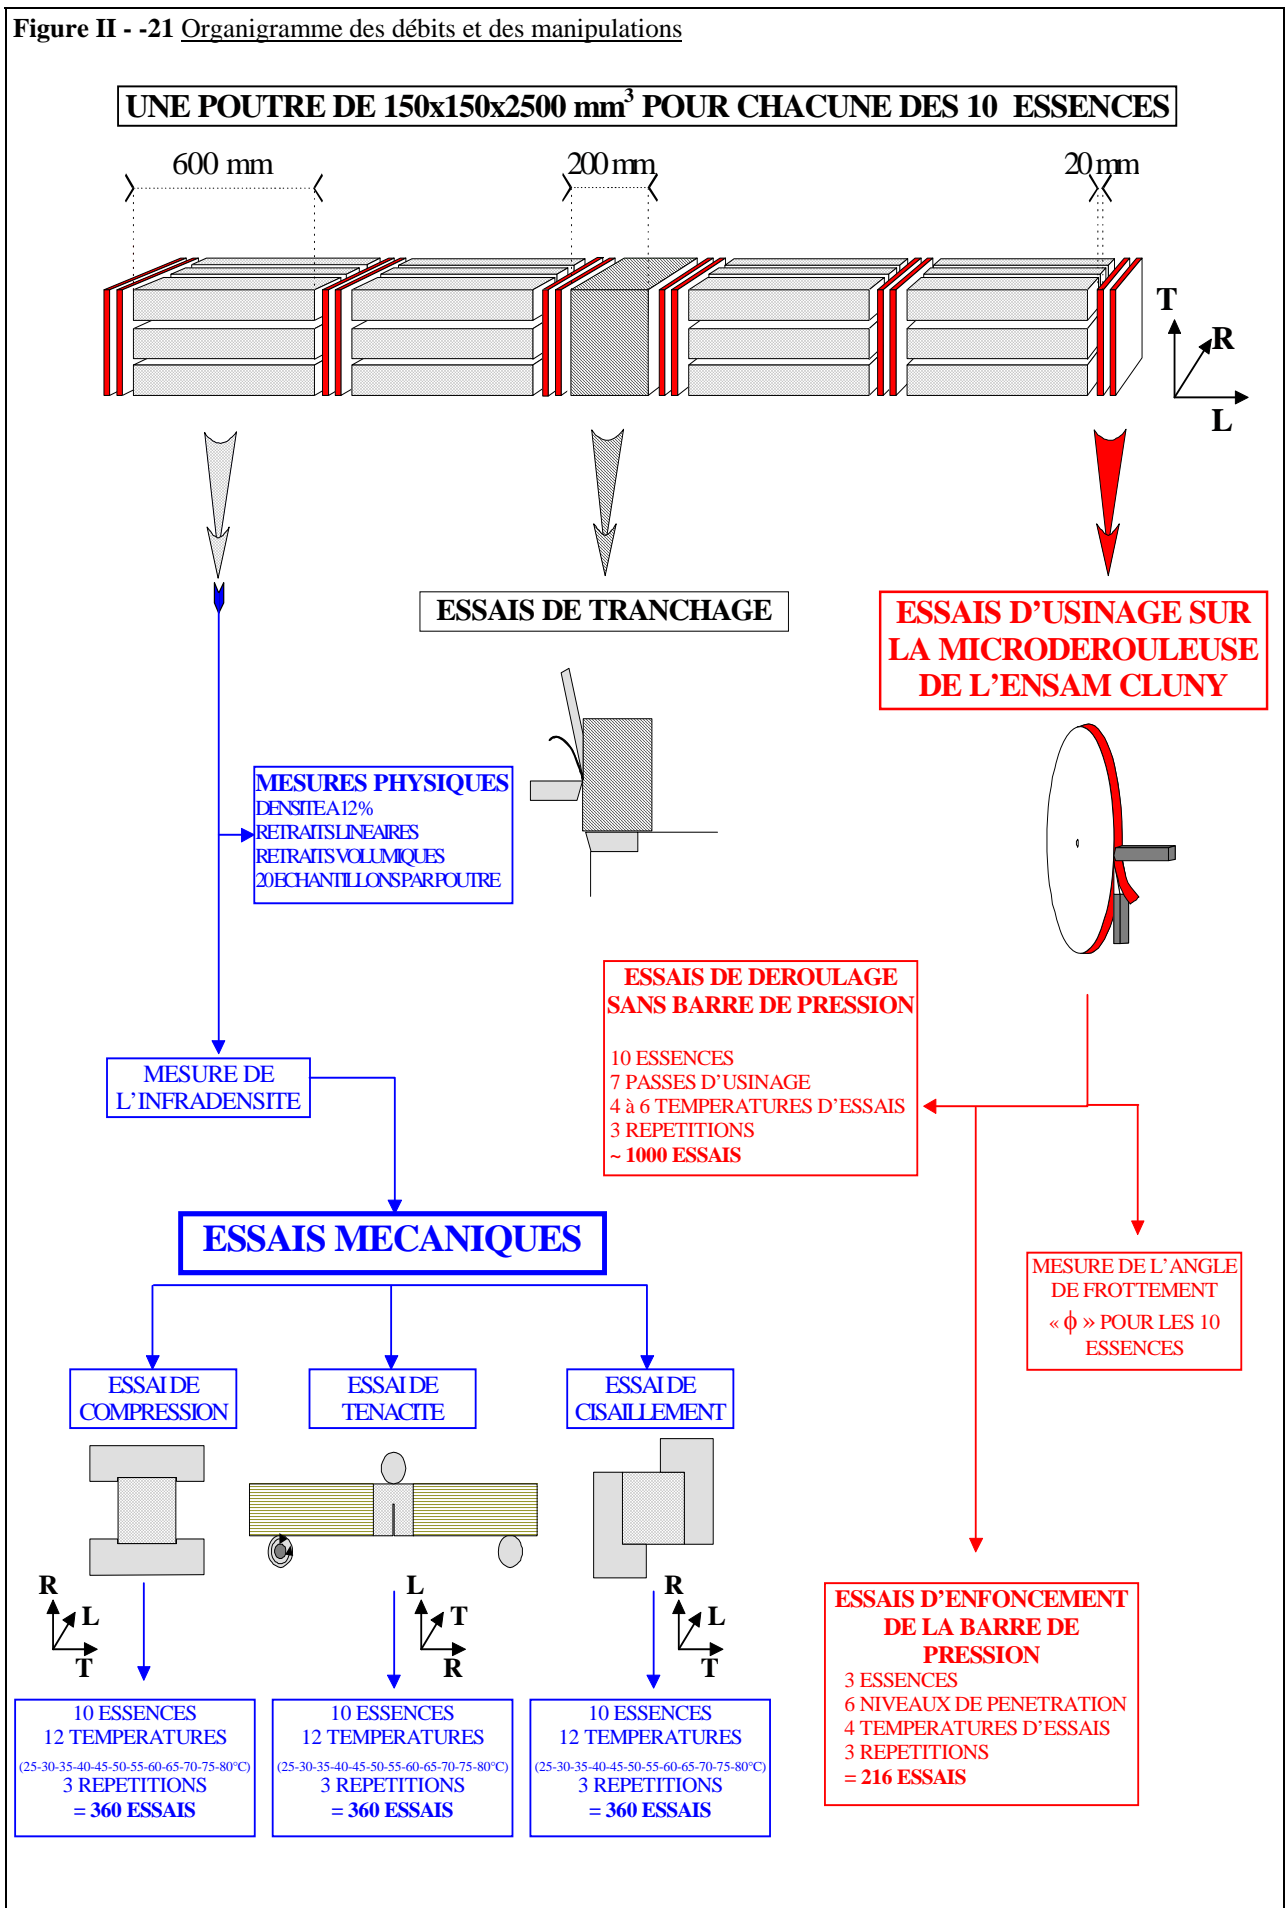 Figure II - -21 Organigramme des débits et des manipulations
UNE POUTRE DE 150x150x2500 mm³ POUR CHACUNE DES 10 ESSENCES
600 mm
200 mm
20 mm
T
R
L
ESSAIS DE TRANCHAGE
ESSAIS D'USINAGE SUR
LA MICRODEROULEUSE
DE L'ENSAM CLUNY
MESURES PHYSIQUES
DENSITE A 12%
RETRAITS LINEAIRES
RETRAITS VOLUMIQUES
20 ECHANTILLONS PAR POUTRE
ESSAIS DE DEROULAGE
SANS BARRE DE PRESSION
10 ESSENCES
7 PASSES D'USINAGE
4 à 6 TEMPERATURES D'ESSAIS
3 REPETITIONS
~ 1000 ESSAIS
MESURE DE
L'INFRADENSITE
ESSAIS MECANIQUES
MESURE DE L'ANGLE
DE FROTTEMENT
« ϕ » POUR LES 10
ESSENCES
ESSAI DE
COMPRESSION
ESSAI DE
TENACITE
ESSAI DE
CISAILLEMENT
R
L
T
L
T
R
R
L
T
ESSAIS D'ENFONCEMENT
DE LA BARRE DE
PRESSION
3 ESSENCES
6 NIVEAUX DE PENETRATION
4 TEMPERATURES D'ESSAIS
3 REPETITIONS
= 216 ESSAIS
10 ESSENCES
12 TEMPERATURES
(25-30-35-40-45-50-55-60-65-70-75-80°C)
3 REPETITIONS
= 360 ESSAIS
10 ESSENCES
12 TEMPERATURES
(25-30-35-40-45-50-55-60-65-70-75-80°C)
3 REPETITIONS
= 360 ESSAIS
10 ESSENCES
12 TEMPERATURES
(25-30-35-40-45-50-55-60-65-70-75-80°C)
3 REPETITIONS
= 360 ESSAIS